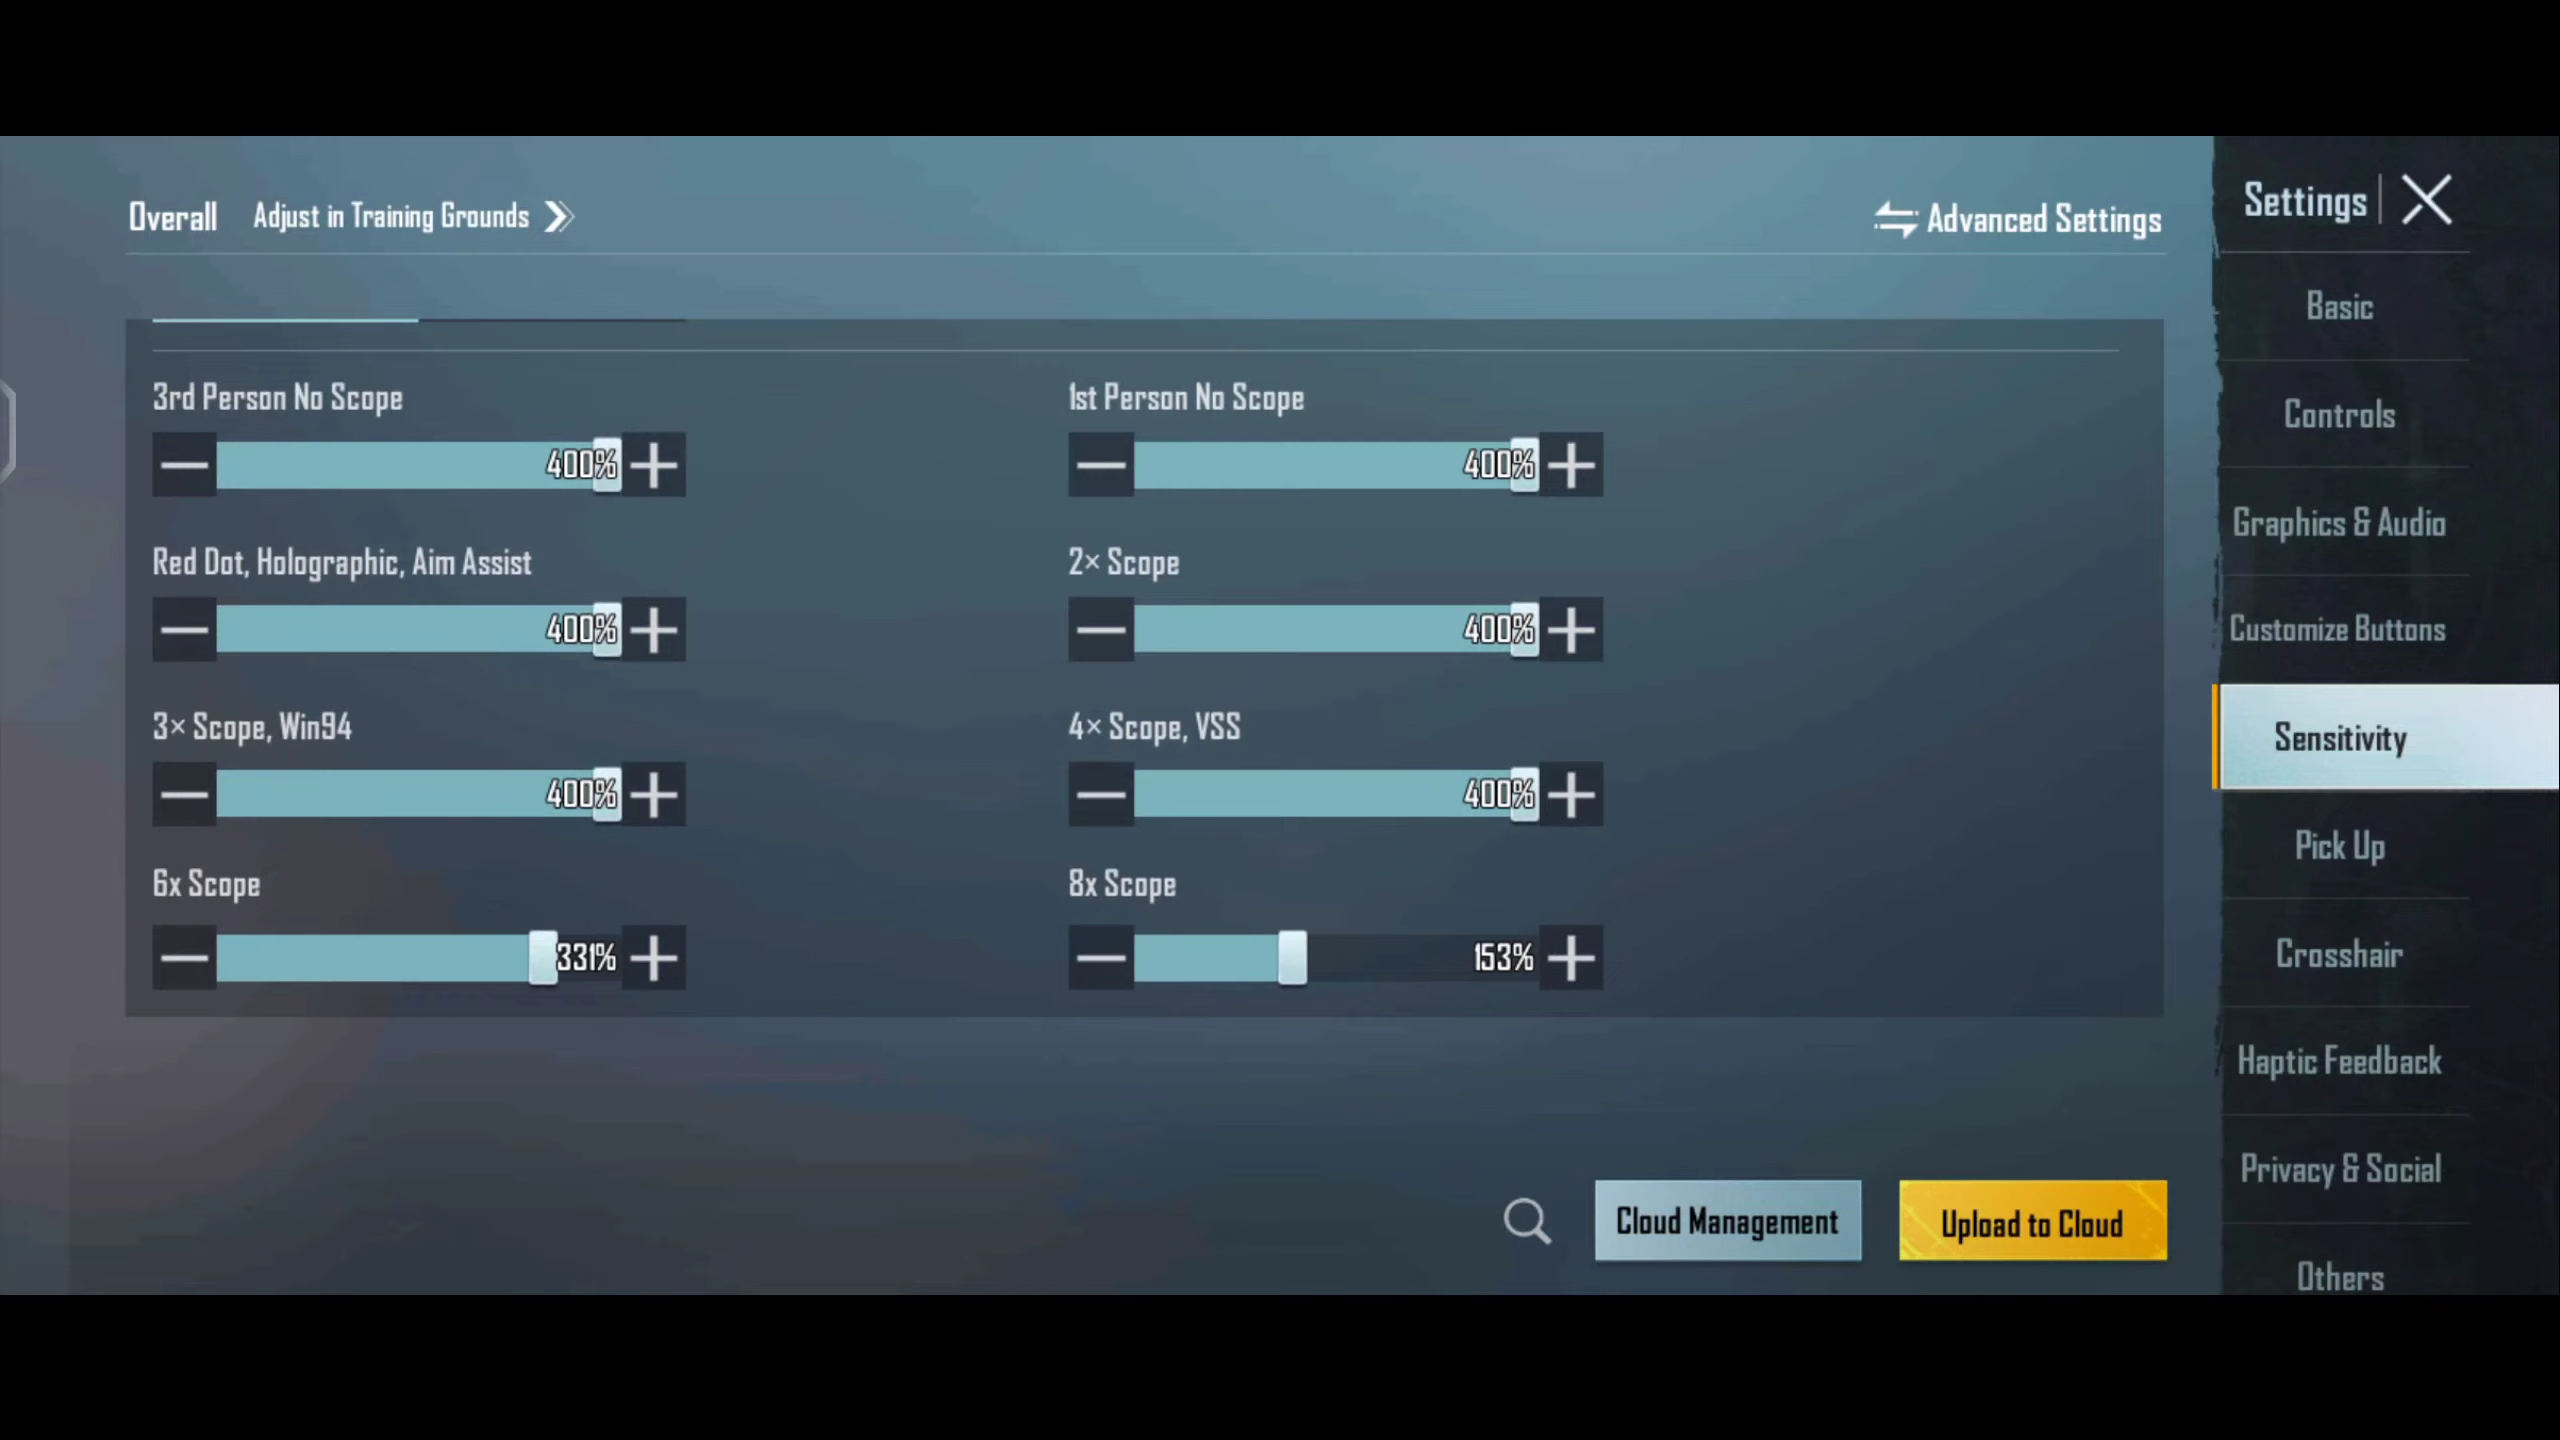 Overall
Adjust in Training Grounds
Advanced Settings
Settings
3rd Person No Scope
400%
1st Person No Scope
400%
Red Dot, Holographic, Aim Assist
400%
2× Scope
400%
3× Scope, Win94
400%
4× Scope, VSS
400%
6x Scope
331%
8x Scope
153%
Cloud Management
Upload to Cloud
Basic
Controls
Graphics & Audio
Customize Buttons
Sensitivity
Pick Up
Crosshair
Haptic Feedback
Privacy & Social
Others